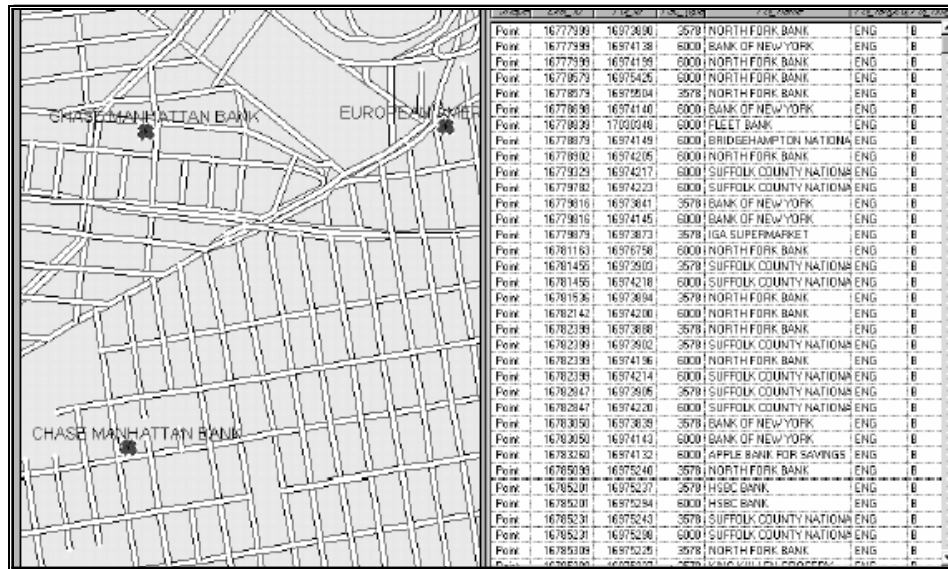 CHASE MANHATTAN BANK
EUROPEAN AMER
CHASE MANHATTAN BANK
Point 16777999 16973890 3578 NORTH FORK BANK ENG B
Point 16777999 16974138 6000 BANK OF NEW YORK ENG B
Point 16777999 16974199 6000 NORTH FORK BANK ENG B
Point 16778579 16975425 6000 NORTH FORK BANK ENG B
Point 16778579 16975504 3578 NORTH FORK BANK ENG B
Point 16778698 16974140 6000 BANK OF NEW YORK ENG B
Point 16778839 17030348 6000 FLEET BANK ENG B
Point 16778879 16974149 6000 BRIDGEHAMPTON NATIONA ENG B
Point 16778902 16974205 6000 NORTH FORK BANK ENG B
Point 16779329 16974217 6000 SUFFOLK COUNTY NATIONA ENG B
Point 16779782 16974223 6000 SUFFOLK COUNTY NATIONA ENG B
Point 16779816 16973841 3578 BANK OF NEW YORK ENG B
Point 16779816 16974145 6000 BANK OF NEW YORK ENG B
Point 16779879 16973873 3578 IGA SUPERMARKET ENG B
Point 16781163 16976758 6000 NORTH FORK BANK ENG B
Point 16781455 16973903 3578 SUFFOLK COUNTY NATIONA ENG B
Point 16781455 16974218 6000 SUFFOLK COUNTY NATIONA ENG B
Point 16781536 16973894 3578 NORTH FORK BANK ENG B
Point 16782142 16974200 6000 NORTH FORK BANK ENG B
Point 16782399 16973888 3578 NORTH FORK BANK ENG B
Point 16782399 16973902 3578 SUFFOLK COUNTY NATIONA ENG B
Point 16782399 16974196 6000 NORTH FORK BANK ENG B
Point 16782399 16974214 6000 SUFFOLK COUNTY NATIONA ENG B
Point 16782847 16973905 3578 SUFFOLK COUNTY NATIONA ENG B
Point 16782847 16974220 6000 SUFFOLK COUNTY NATIONA ENG B
Point 16783050 16973839 3578 BANK OF NEW YORK ENG B
Point 16783050 16974143 6000 BANK OF NEW YORK ENG B
Point 16783260 16974132 6000 APPLE BANK FOR SAVINGS ENG B
Point 16785099 16975240 3578 NORTH FORK BANK ENG B
Point 16785201 16975237 3578 HSBC BANK ENG B
Point 16785201 16975294 6000 HSBC BANK ENG B
Point 16785231 16975243 3578 SUFFOLK COUNTY NATIONA ENG B
Point 16785231 16975298 6000 SUFFOLK COUNTY NATIONA ENG B
Point 16785309 16975225 3578 NORTH FORK BANK ENG B